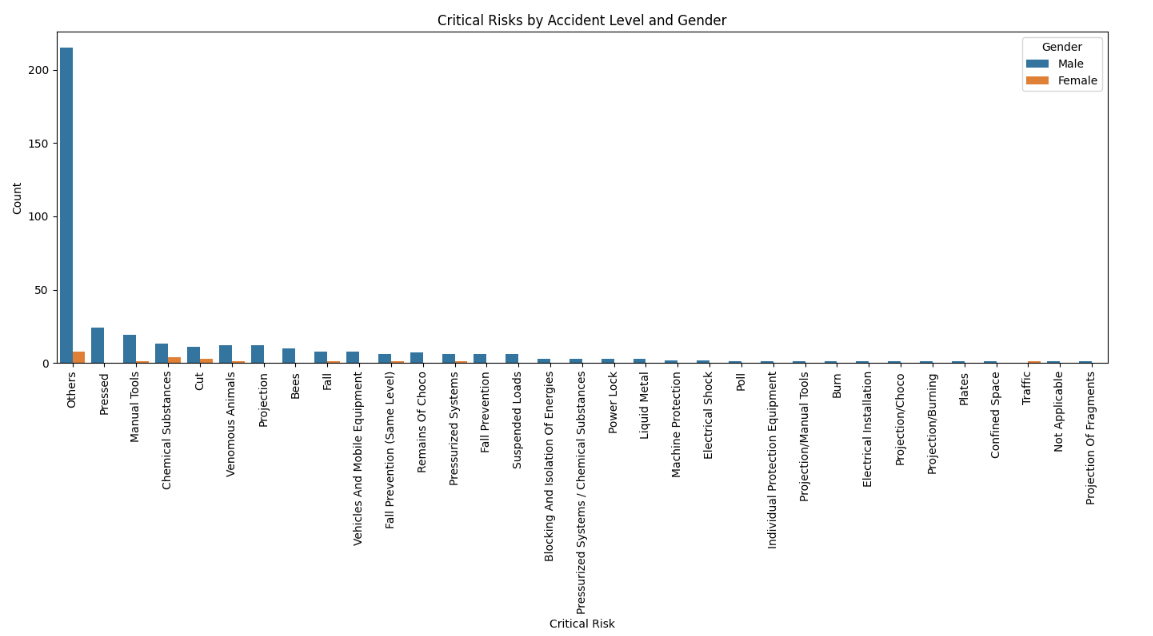 Critical Risks by Accident Level and Gender
Gender
Male
Female
200
150
100
50
0
Count
Others
Pressed
Manual Tools
Chemical Substances
Cut
Venomous Animals
Projection
Bees
Fall
Vehicles And Mobile Equipment
Fall Prevention (Same Level)
Remains Of Choco
Pressurized Systems
Fall Prevention
Suspended Loads
Blocking And Isolation Of Energies
Pressurized Systems / Chemical Substances
Power Lock
Liquid Metal
Machine Protection
Electrical Shock
Poll
Individual Protection Equipment
Projection/Manual Tools
Burn
Electrical Installation
Projection/Choco
Projection/Burning
Plates
Confined Space
Traffic
Not Applicable
Projection Of Fragments
Critical Risk